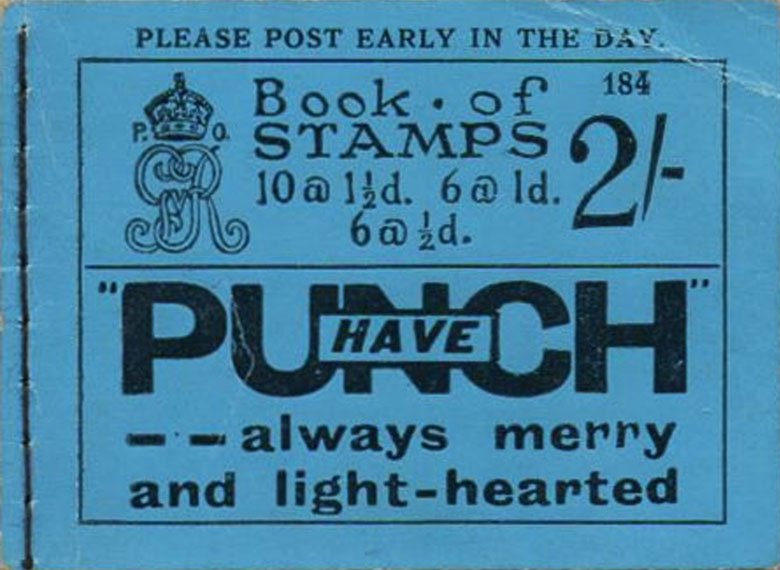 PLEASE POST EARLY IN THE DAY.
184
P. O.
GVR
Book · of
STAMPS
2/-
10 @ 1½d. 6 @ 1d.
6 @ ½d.
"PUNCH"
HAVE
— — always merry
and light-hearted